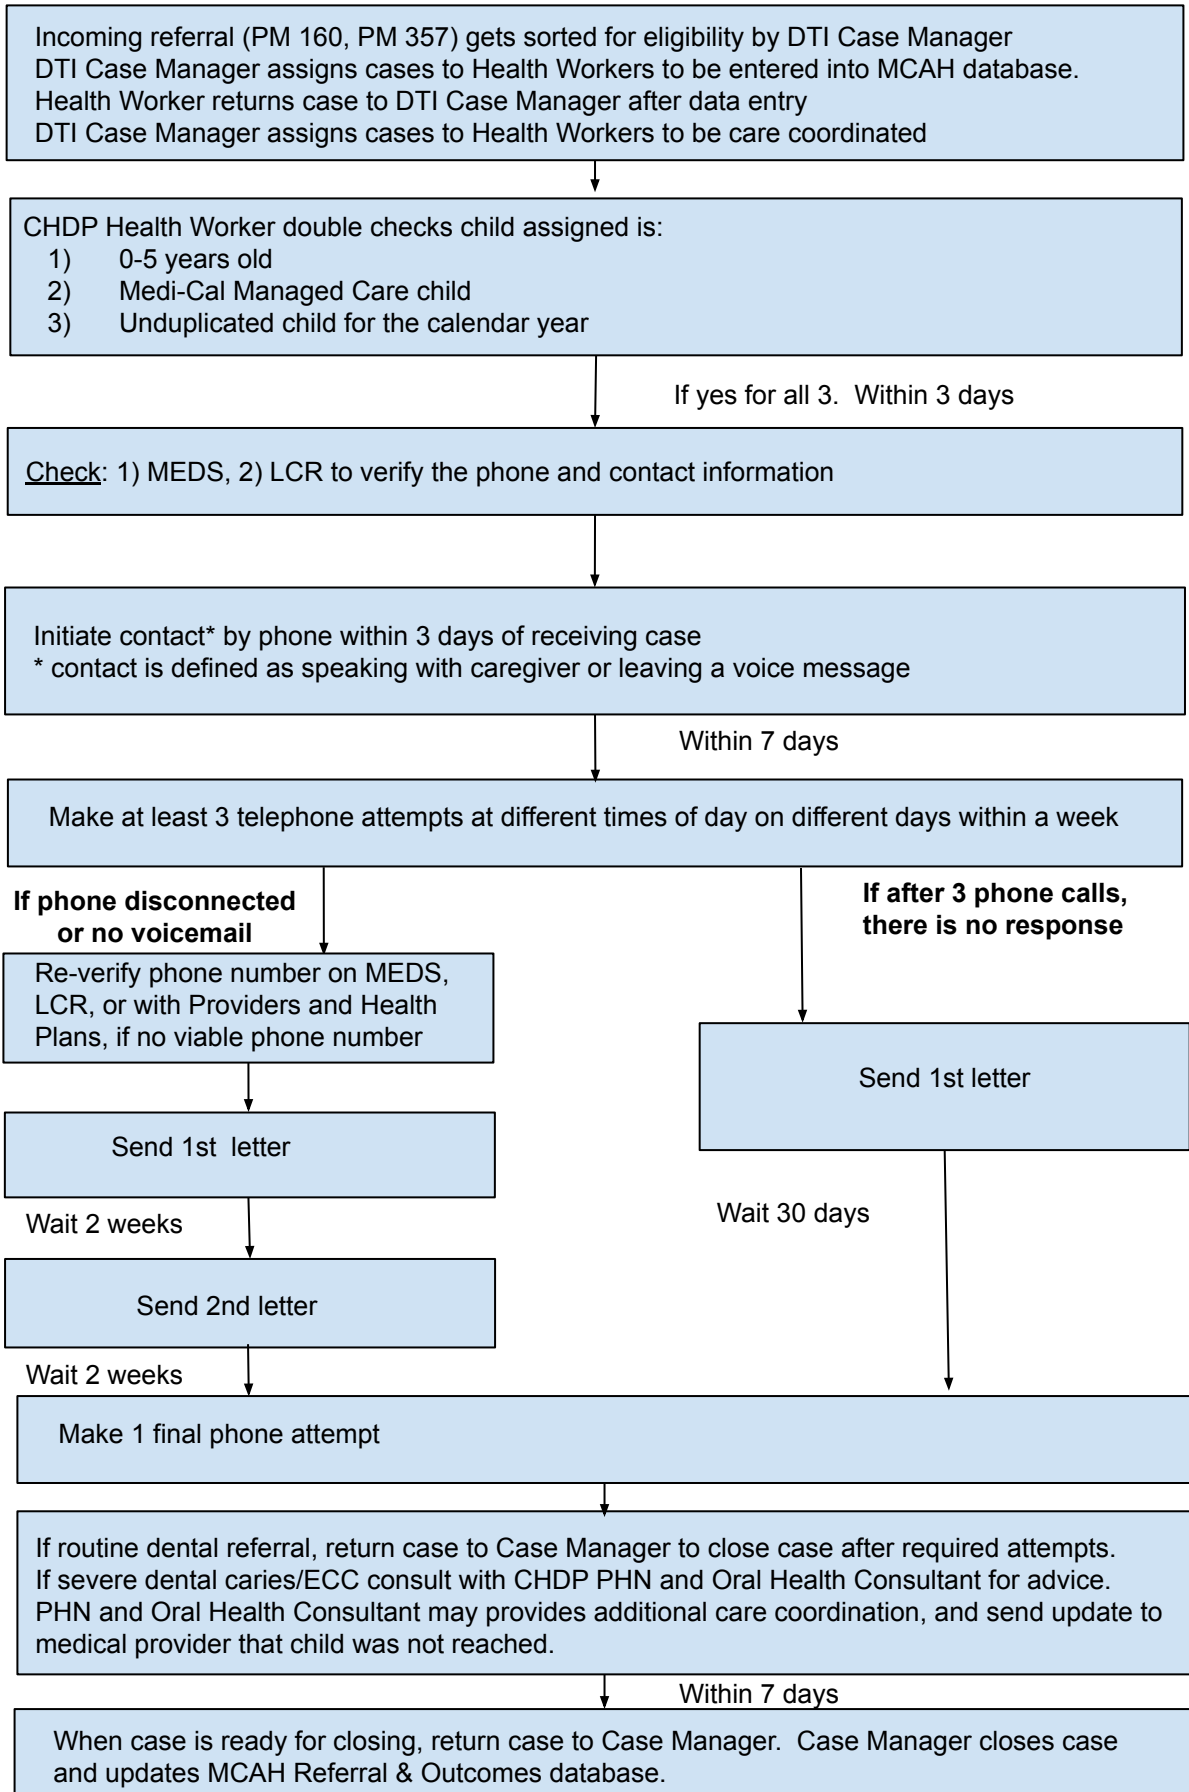 Incoming referral (PM 160, PM 357) gets sorted for eligibility by DTI Case Manager
DTI Case Manager assigns cases to Health Workers to be entered into MCAH database.
Health Worker returns case to DTI Case Manager after data entry
DTI Case Manager assigns cases to Health Workers to be care coordinated
CHDP Health Worker double checks child assigned is:
1) 0-5 years old
2) Medi-Cal Managed Care child
3) Unduplicated child for the calendar year
If yes for all 3. Within 3 days
Check: 1) MEDS, 2) LCR to verify the phone and contact information
Initiate contact* by phone within 3 days of receiving case
* contact is defined as speaking with caregiver or leaving a voice message
Within 7 days
Make at least 3 telephone attempts at different times of day on different days within a week
If phone disconnected
or no voicemail
Re-verify phone number on MEDS,
LCR, or with Providers and Health
Plans, if no viable phone number
Send 1st letter
Wait 2 weeks
Send 2nd letter
Wait 2 weeks
If after 3 phone calls,
there is no response
Send 1st letter
Wait 30 days
Make 1 final phone attempt
If routine dental referral, return case to Case Manager to close case after required attempts.
If severe dental caries/ECC consult with CHDP PHN and Oral Health Consultant for advice.
PHN and Oral Health Consultant may provides additional care coordination, and send update to
medical provider that child was not reached.
Within 7 days
When case is ready for closing, return case to Case Manager. Case Manager closes case
and updates MCAH Referral & Outcomes database.